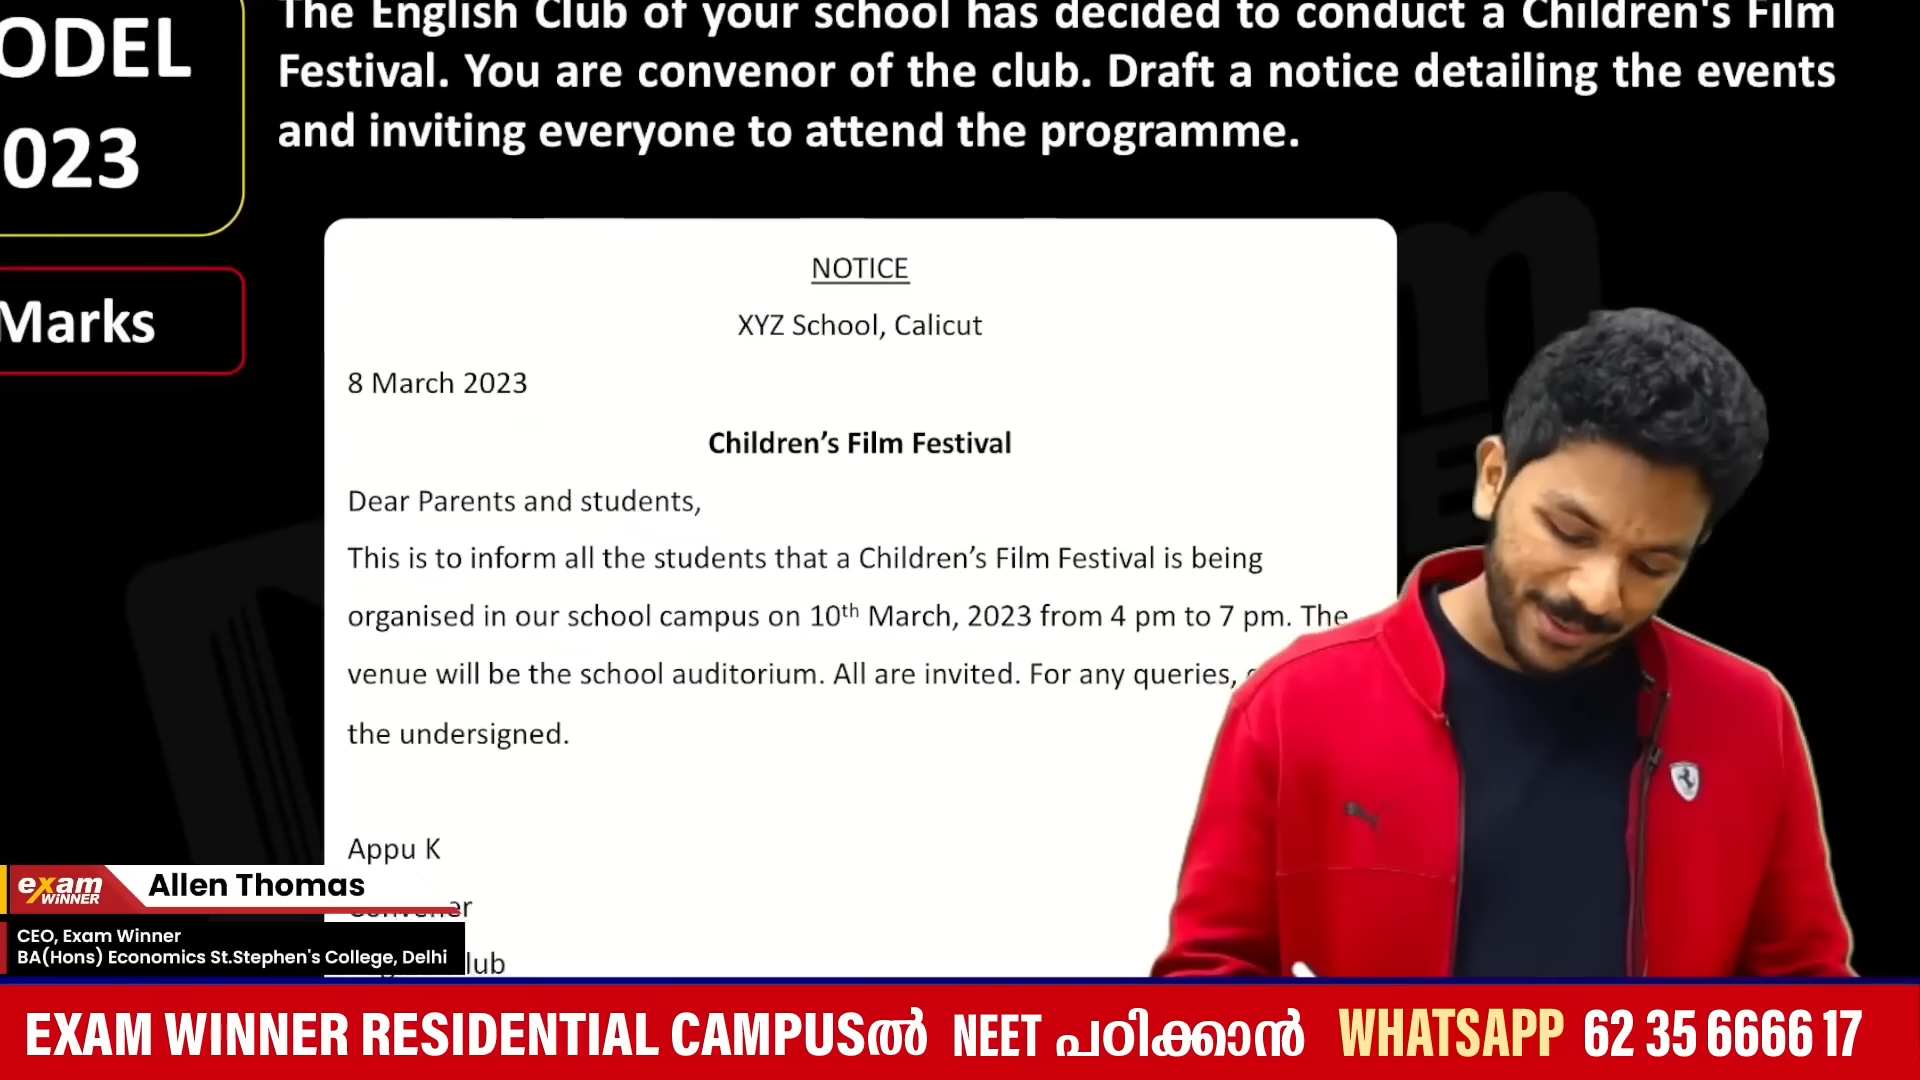 ODEL
023
Marks
The English Club of your school has decided to conduct a Children's Film
Festival. You are convenor of the club. Draft a notice detailing the events
and inviting everyone to attend the programme.
NOTICE
XYZ School, Calicut
8 March 2023
Children’s Film Festival
Dear Parents and students,
This is to inform all the students that a Children’s Film Festival is being
organised in our school campus on 10th March, 2023 from 4 pm to 7 pm. The
venue will be the school auditorium. All are invited. For any queries,
the undersigned.
Appu K
exam WINNER
Allen Thomas
CEO, Exam Winner
BA(Hons) Economics St.Stephen's College, Delhi
EXAM WINNER RESIDENTIAL CAMPUSൽ NEET പഠിക്കാൻ WHATSAPP 62 35 6666 17